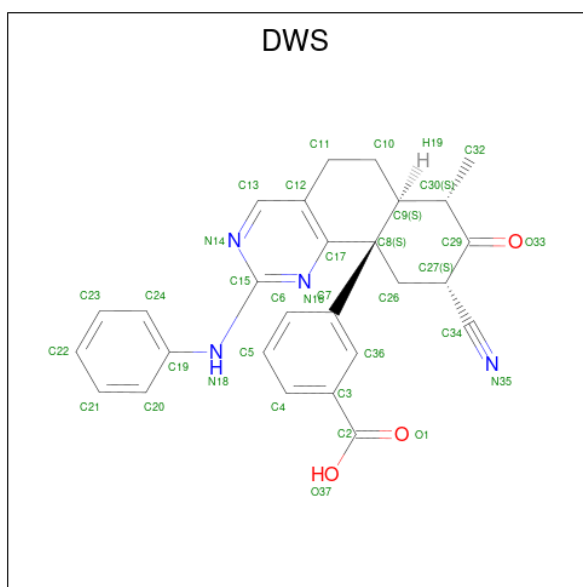 DWS
H19
C11 C10 C32
C13 C12 C30(S)
C9(S)
N14 N C17 C8(S) C29 O O33
C15 N C27(S)
N16 C7 C26
C23 C24 C6
C34
C22 N C5 C36 N
C19 H N35
N18
C21 C20 C4 C3
C2 O O1
HO
O37